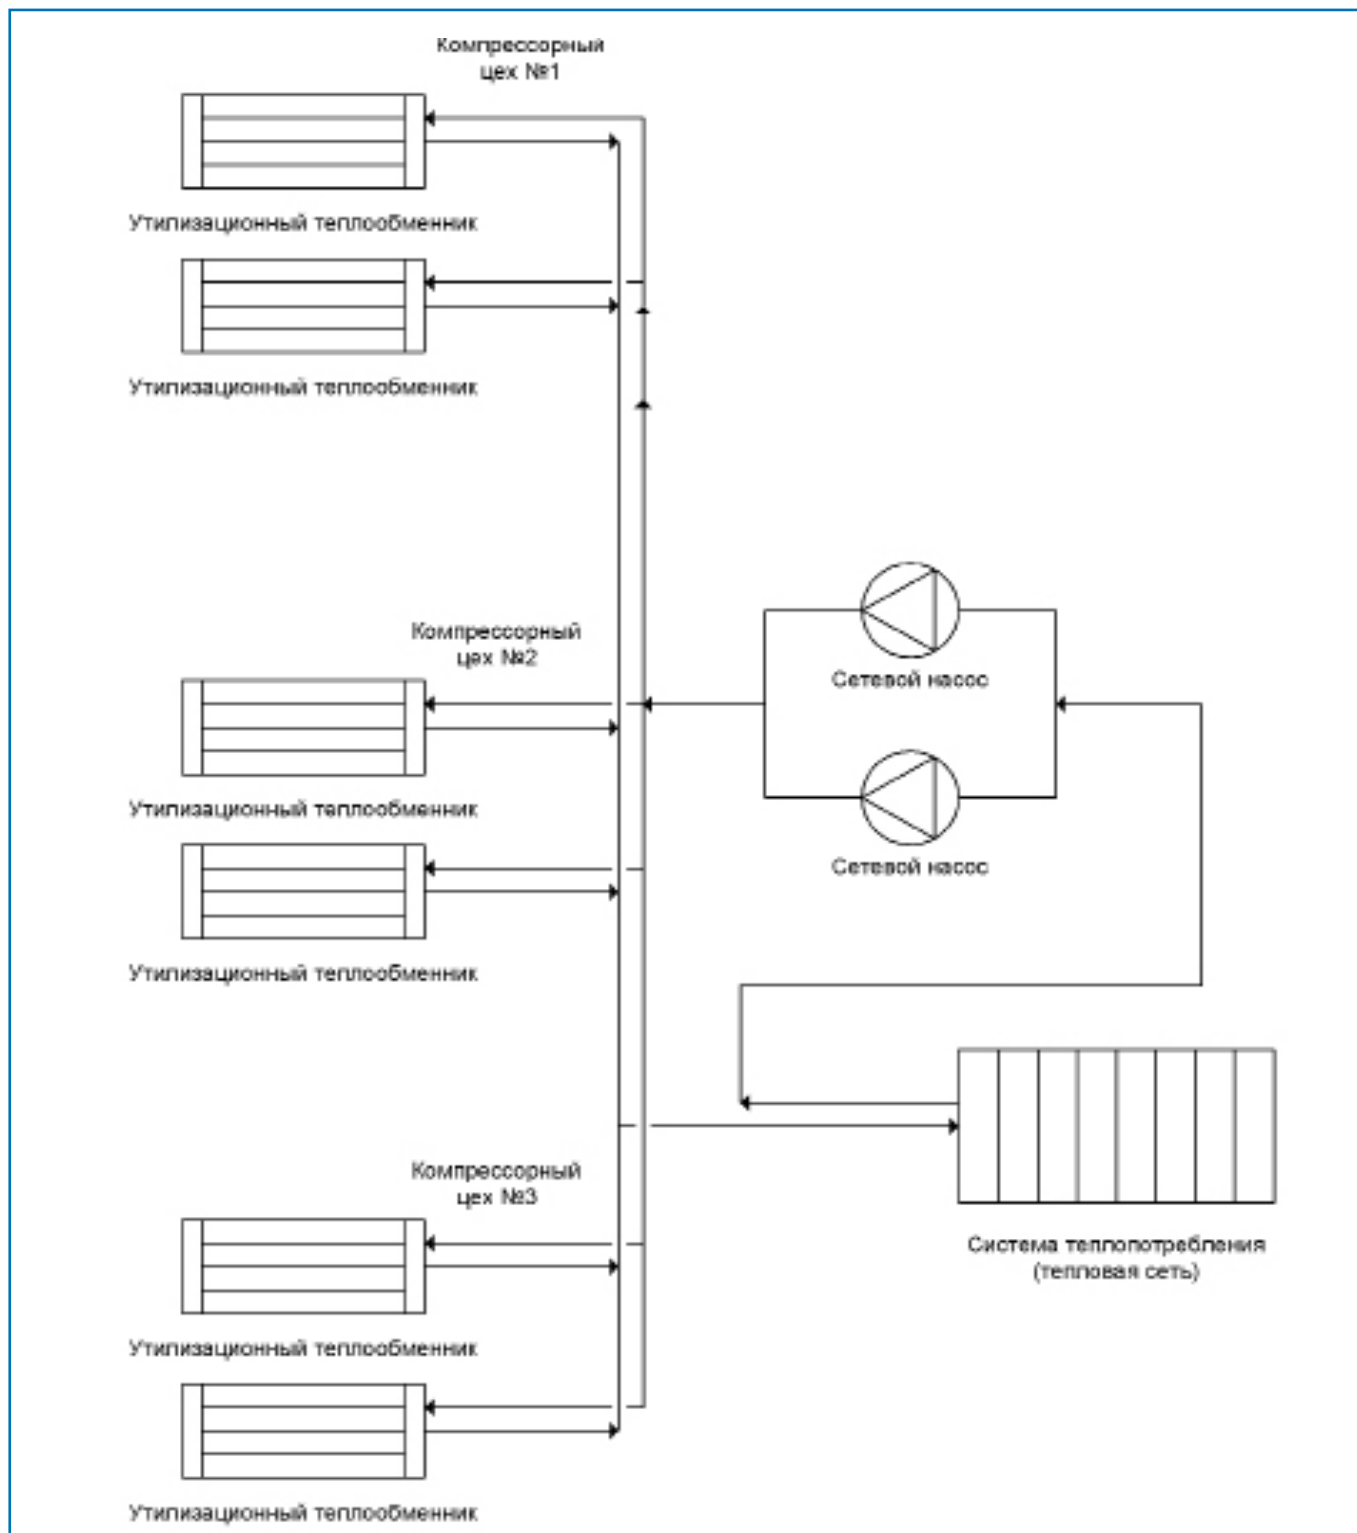 Компрессорный
цех №1
Утилизационный теплообменник
Утилизационный теплообменник
Компрессорный
цех №2
Сетевой насос
Утилизационный теплообменник
Сетевой насос
Утилизационный теплообменник
Компрессорный
цех №3
Система теплопотребления
(тепловая сеть)
Утилизационный теплообменник
Утилизационный теплообменник